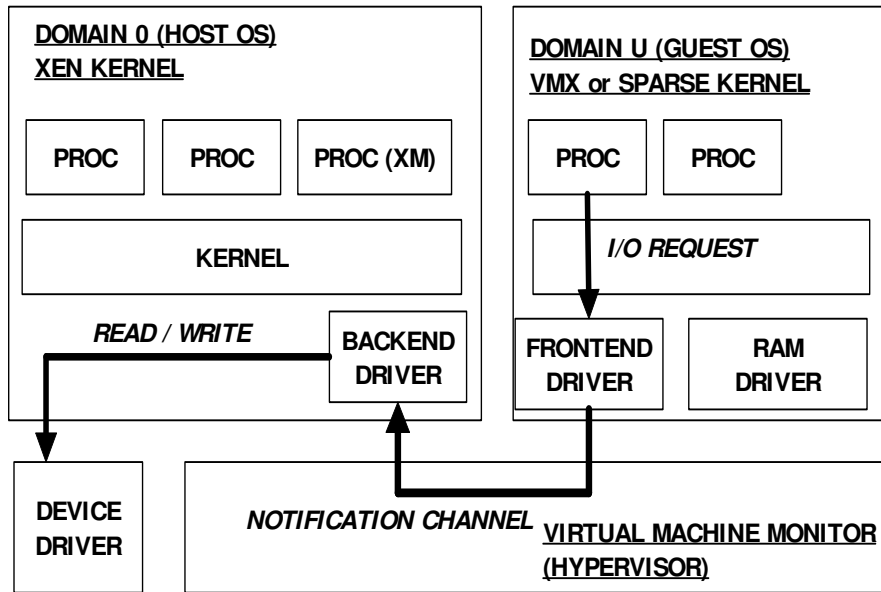 DOMAIN 0 (HOST OS)
XEN KERNEL
PROC
PROC
PROC (XM)
KERNEL
READ / WRITE
BACKEND
DRIVER
DEVICE
DRIVER
DOMAIN U (GUEST OS)
VMX or SPARSE KERNEL
PROC
PROC
I/O REQUEST
FRONTEND
DRIVER
RAM
DRIVER
NOTIFICATION CHANNEL
VIRTUAL MACHINE MONITOR
(HYPERVISOR)